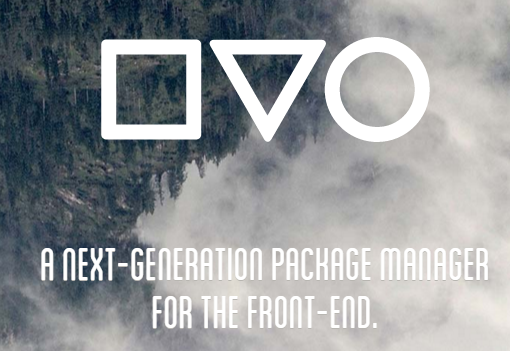 A NEXT-GENERATION PACKAGE MANAGER
FOR THE FRONT-END.